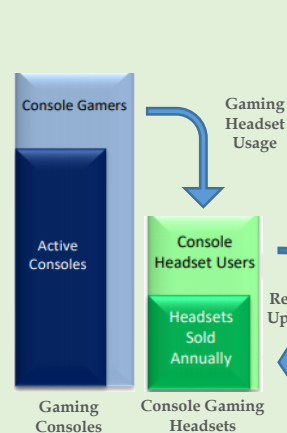 Console Gamers
Gaming
Headset
Usage
Active
Consoles
Console
Headset Users
Headsets
Sold
Annually
Gaming
Consoles
Console Gaming
Headsets